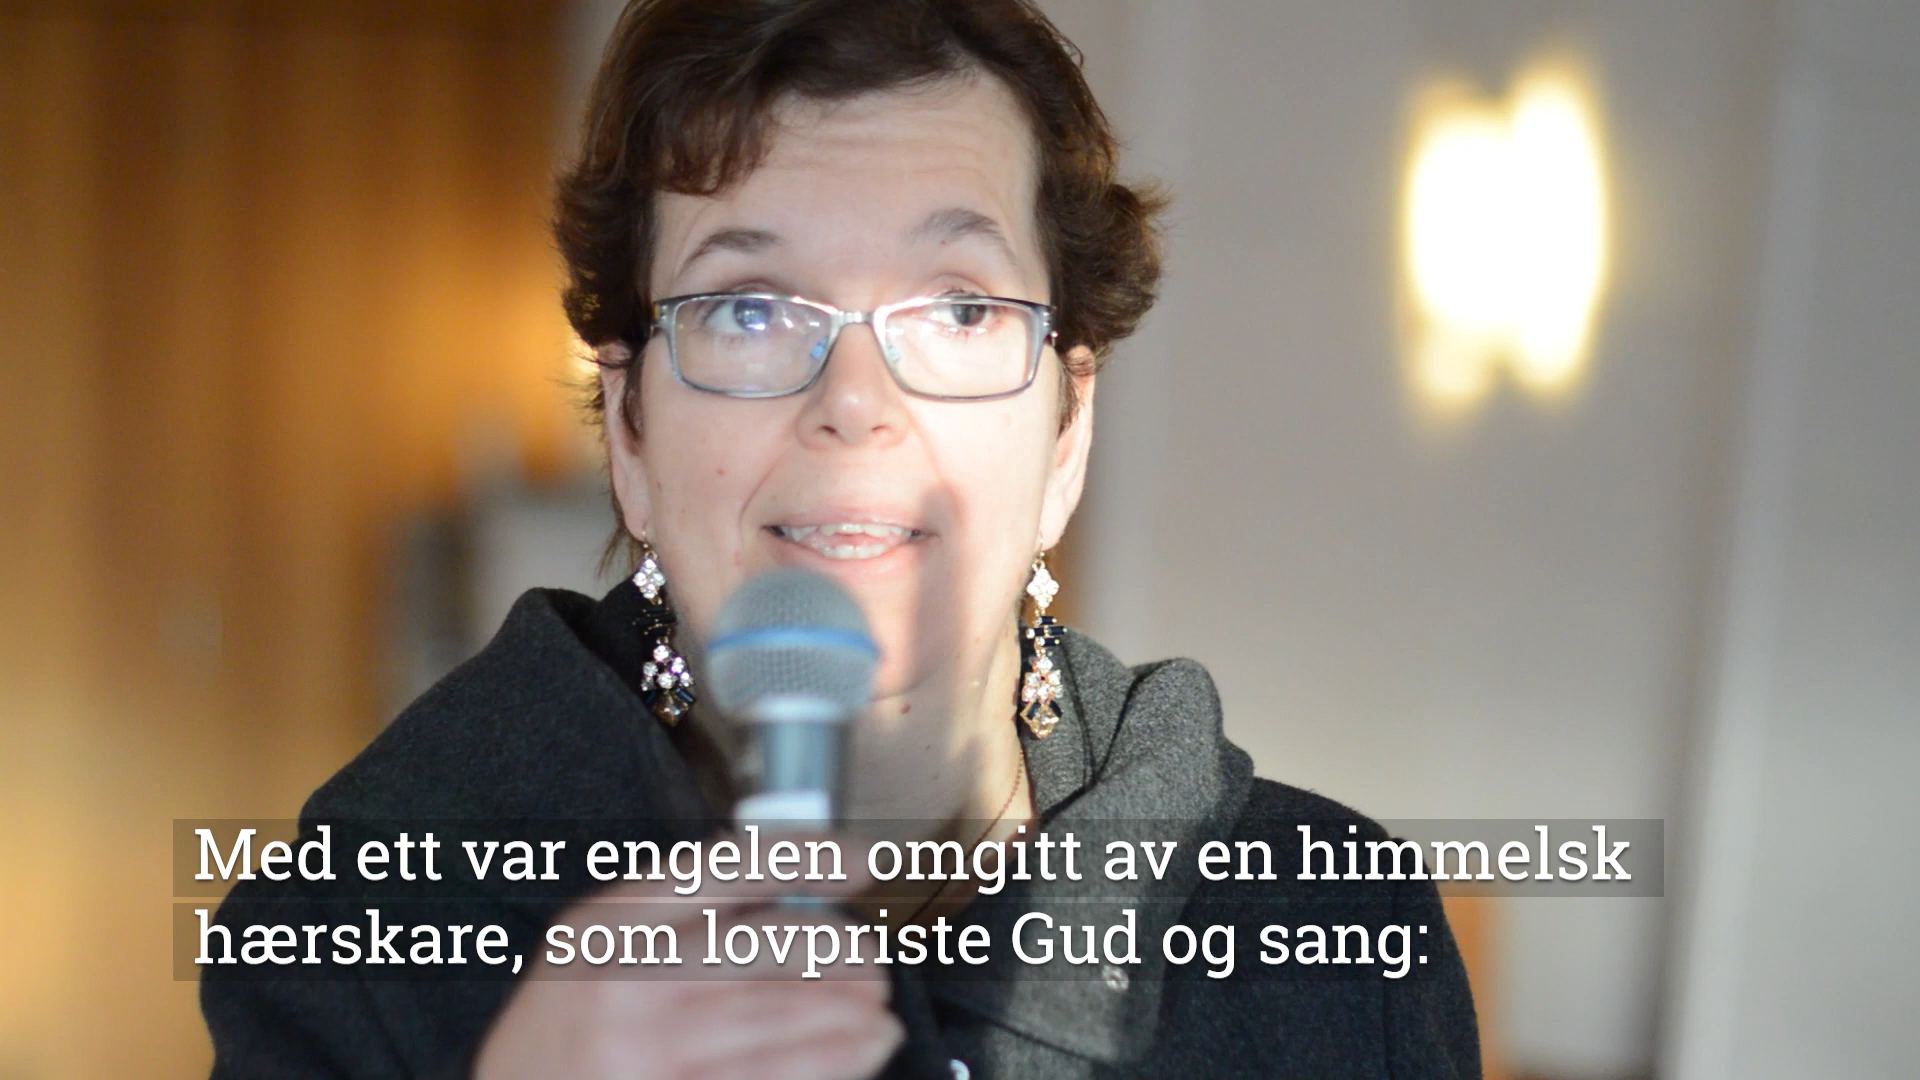 Med ett var engelen omgitt av en himmelsk
hærskare, som lovpriste Gud og sang: